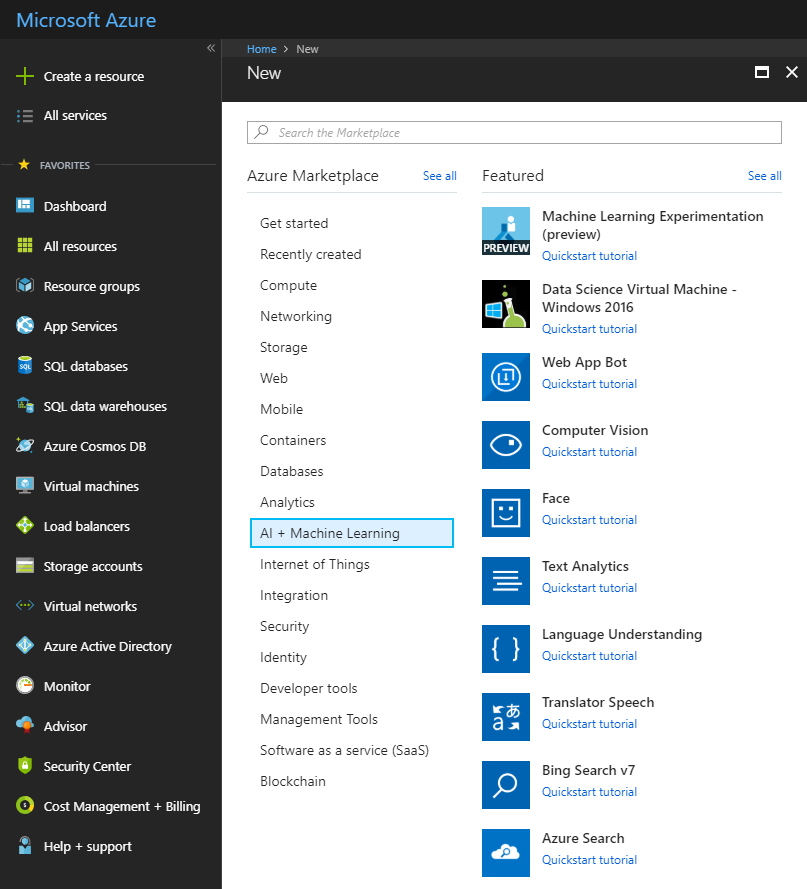 Microsoft Azure
«
Create a resource
All services
FAVORITES
Dashboard
All resources
Resource groups
App Services
SQL databases
SQL data warehouses
Azure Cosmos DB
Virtual machines
Load balancers
Storage accounts
Virtual networks
Azure Active Directory
Monitor
Advisor
Security Center
Cost Management + Billing
Help + support
Home > New
New
Search the Marketplace
Azure Marketplace See all
Get started
Recently created
Compute
Networking
Storage
Web
Mobile
Containers
Databases
Analytics
AI + Machine Learning
Internet of Things
Integration
Security
Identity
Developer tools
Management Tools
Software as a service (SaaS)
Blockchain
Featured See all
PREVIEW
Machine Learning Experimentation
(preview)
Quickstart tutorial
Data Science Virtual Machine -
Windows 2016
Quickstart tutorial
Web App Bot
Quickstart tutorial
Computer Vision
Quickstart tutorial
Face
Quickstart tutorial
Text Analytics
Quickstart tutorial
{ }
Language Understanding
Quickstart tutorial
あ
a
Translator Speech
Quickstart tutorial
Bing Search v7
Quickstart tutorial
Azure Search
Quickstart tutorial